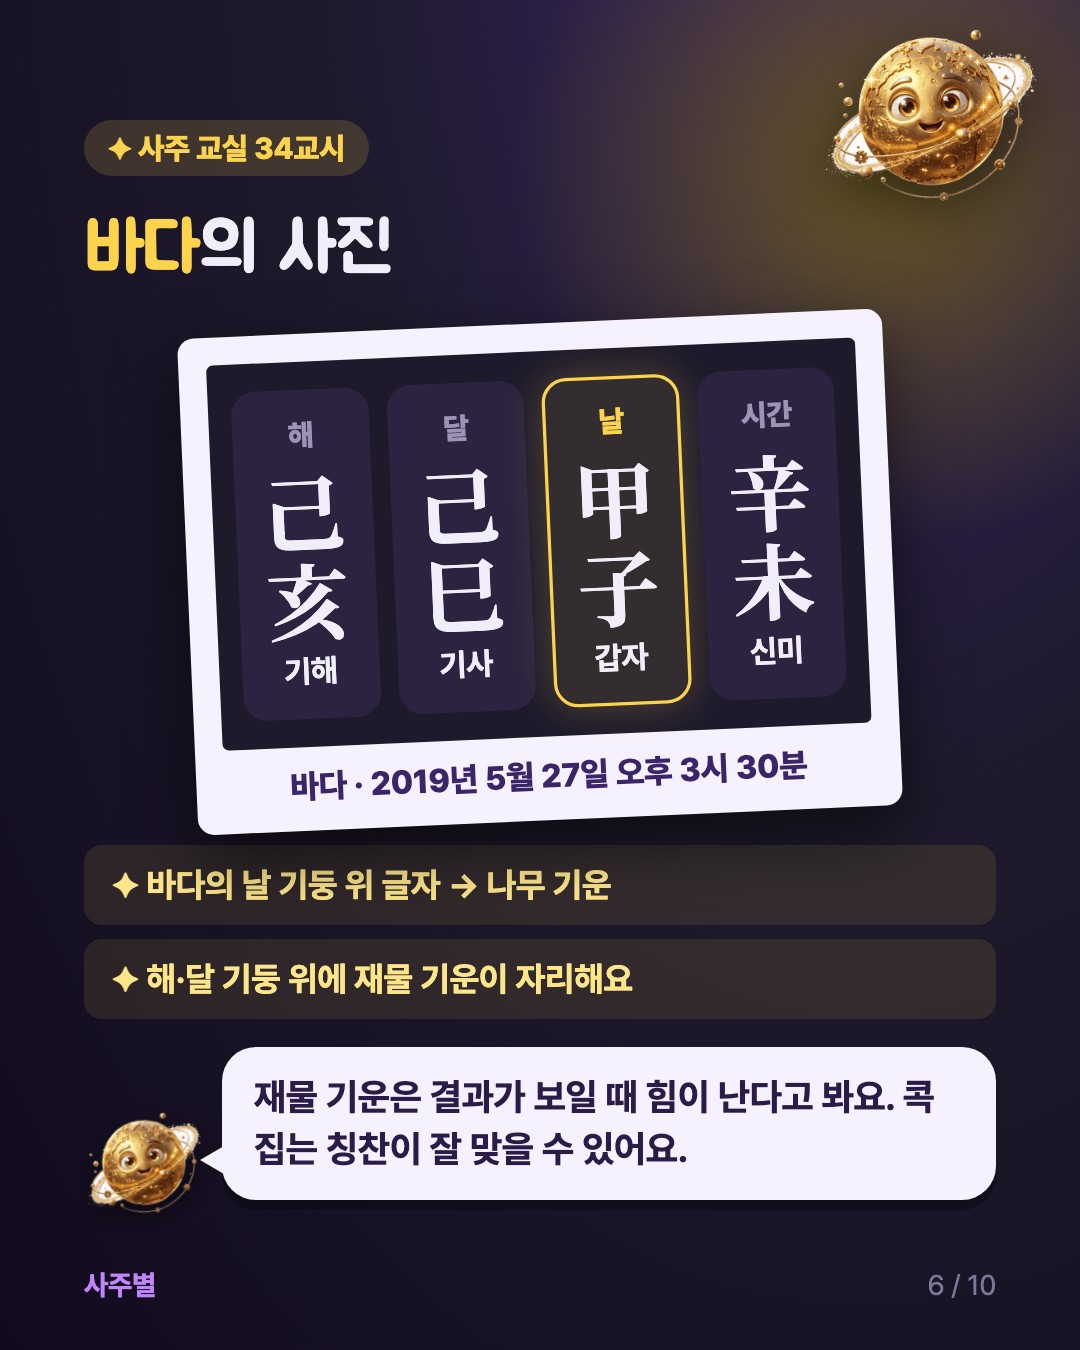 ✦ 사주 교실 34교시
바다의 사진
해 달 날 시간
己 己 甲 辛
亥 巳 子 未
기해 기사 갑자 신미
바다 · 2019년 5월 27일 오후 3시 30분
✦ 바다의 날 기둥 위 글자 → 나무 기운
✦ 해·달 기둥 위에 재물 기운이 자리해요
재물 기운은 결과가 보일 때 힘이 난다고 봐요. 콕
집는 칭찬이 잘 맞을 수 있어요.
사주별
6 / 10